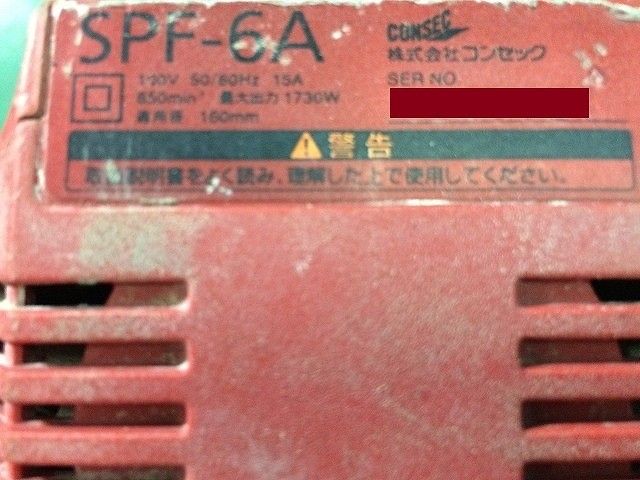 SPF-6A
CONSEC
株式会社コンセック
100V 50/60Hz 15A
SER NO
850min⁻¹ 最大出力 1730W
適用径 160mm
警告
取扱説明書をよく読み、理解した上で使用してください。